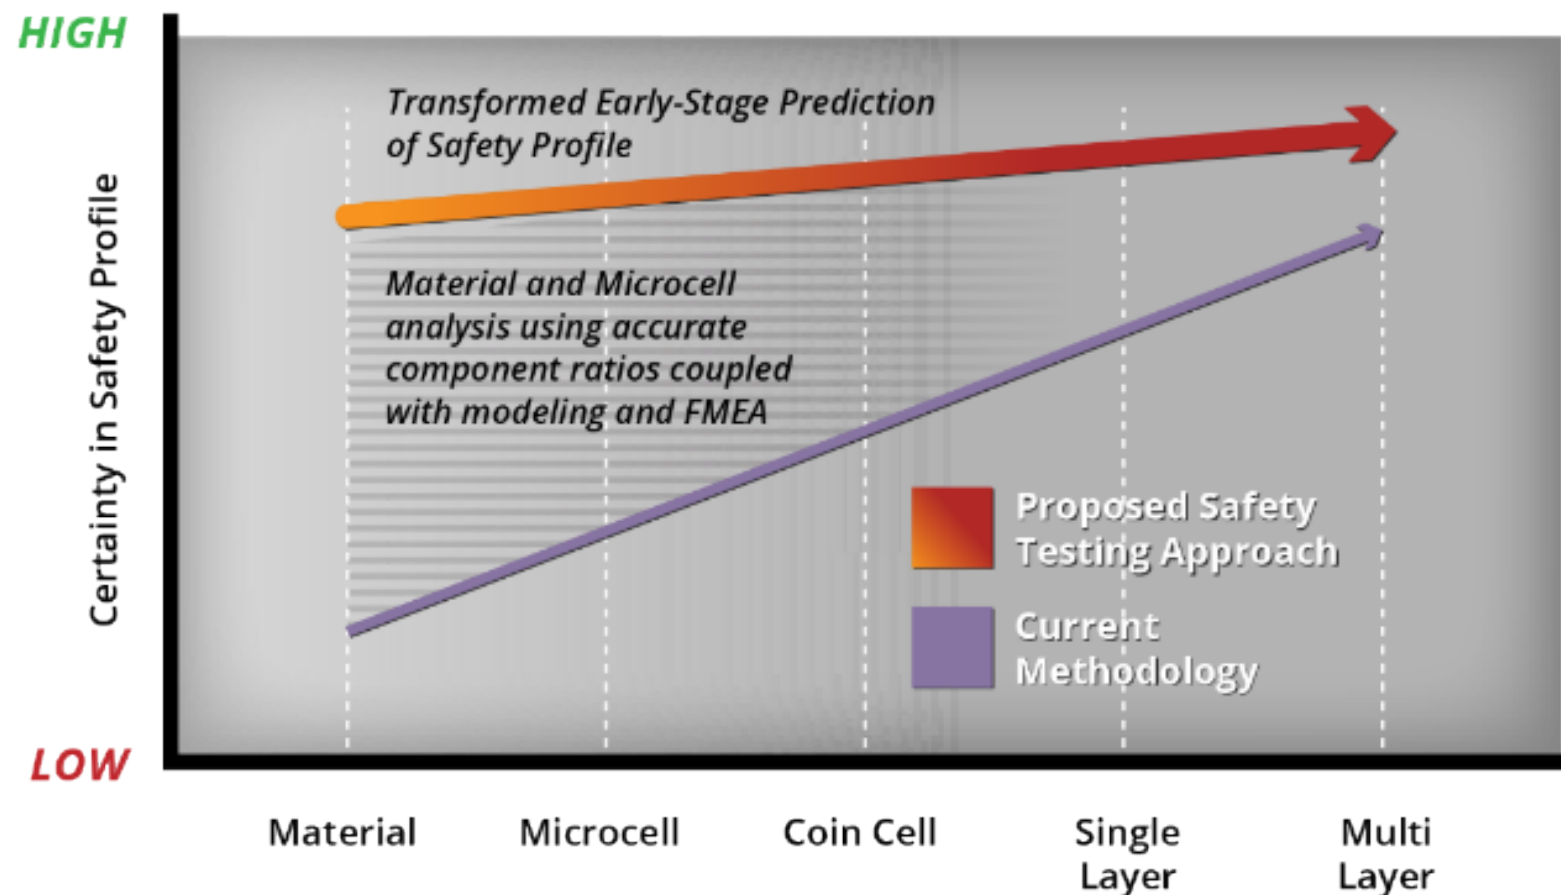 HIGH
Transformed Early-Stage Prediction
of Safety Profile
Certainty in Safety Profile
Material and Microcell
analysis using accurate
component ratios coupled
with modeling and FMEA
Proposed Safety
Testing Approach
Current
Methodology
LOW
Material
Microcell
Coin Cell
Single
Layer
Multi
Layer